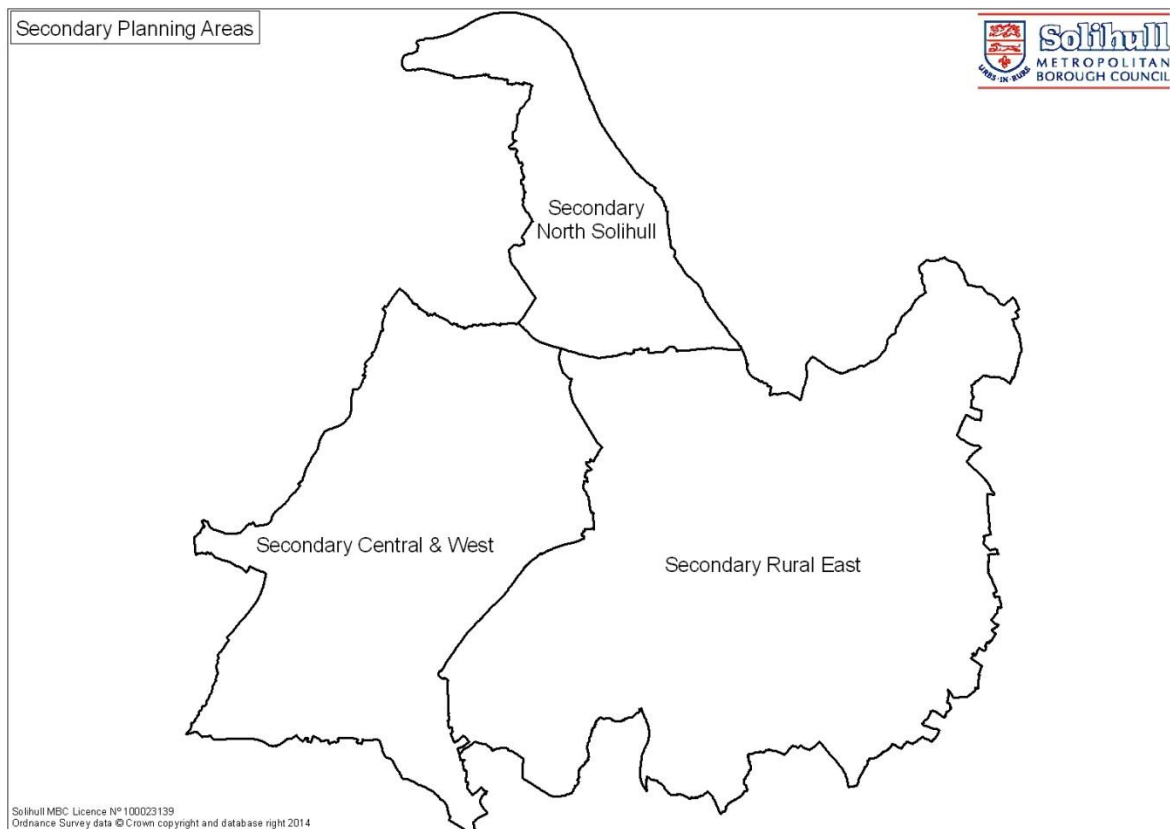 Secondary Planning Areas
Solihull
METROPOLITAN
BOROUGH COUNCIL
URBS·IN·RURE
Secondary
North Solihull
Secondary Central & West
Secondary Rural East
Solihull MBC Licence Nº 100023139
Ordnance Survey data © Crown copyright and database right 2014